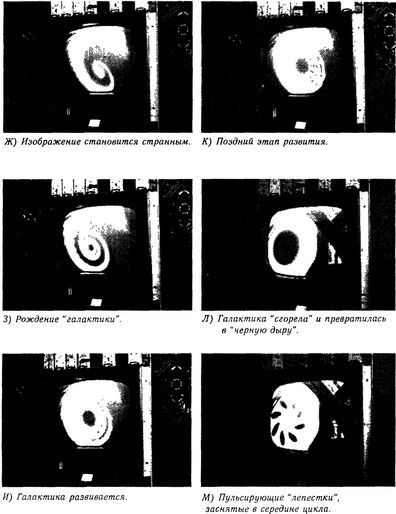 Ж) Изображение становится странным.
К) Поздний этап развития.
З) Рождение "галактики".
Л) Галактика "сгорела" и превратилась
в "черную дыру".
И) Галактика развивается.
М) Пульсирующие "лепестки",
заснятые в середине цикла.